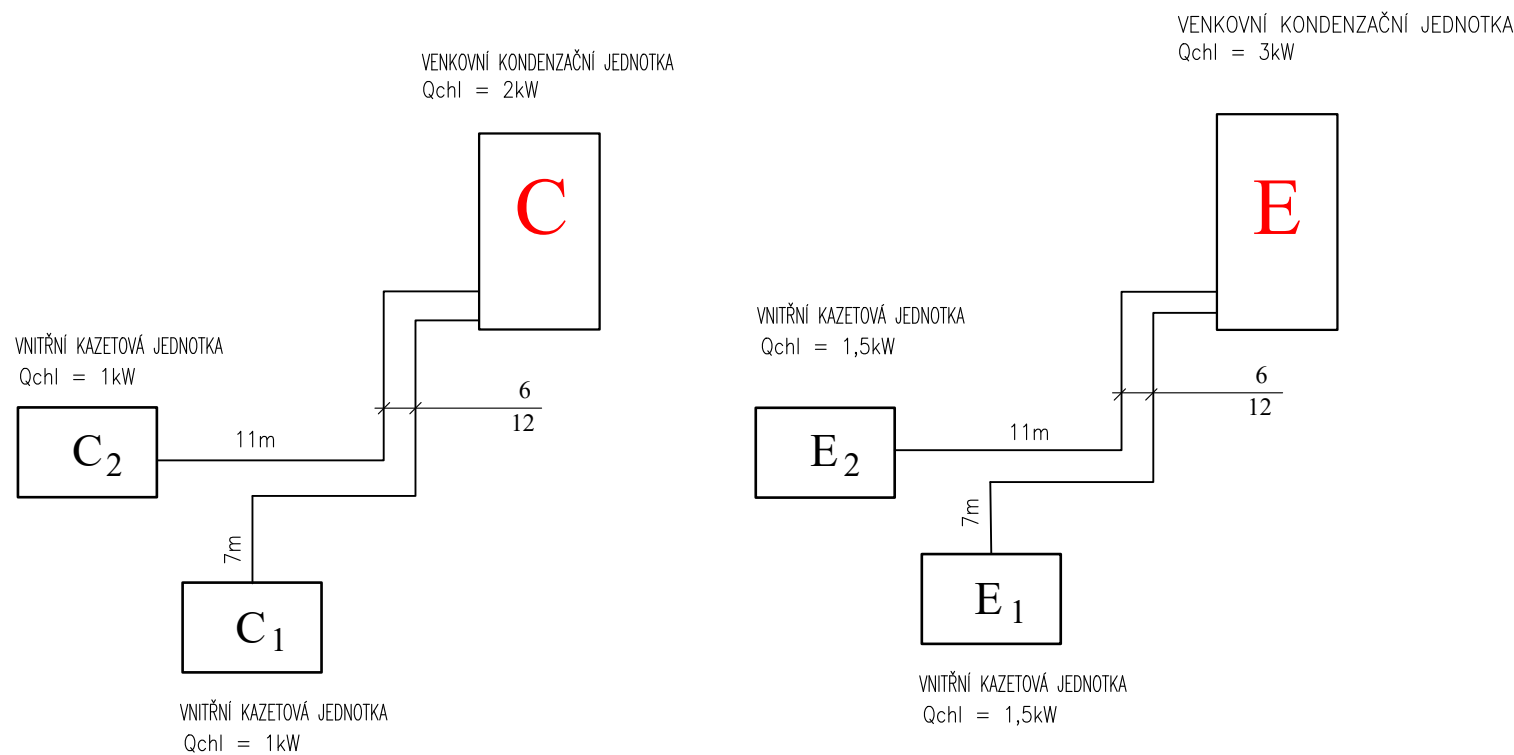 VENKOVNÍ KONDENZAČNÍ JEDNOTKA
Qchl = 2kW
C
VNITŘNÍ KAZETOVÁ JEDNOTKA
Qchl = 1kW
C2
11m
6
12
7m
C1
VNITŘNÍ KAZETOVÁ JEDNOTKA
Qchl = 1kW
VENKOVNÍ KONDENZAČNÍ JEDNOTKA
Qchl = 3kW
E
VNITŘNÍ KAZETOVÁ JEDNOTKA
Qchl = 1,5kW
E2
11m
6
12
7m
E1
VNITŘNÍ KAZETOVÁ JEDNOTKA
Qchl = 1,5kW